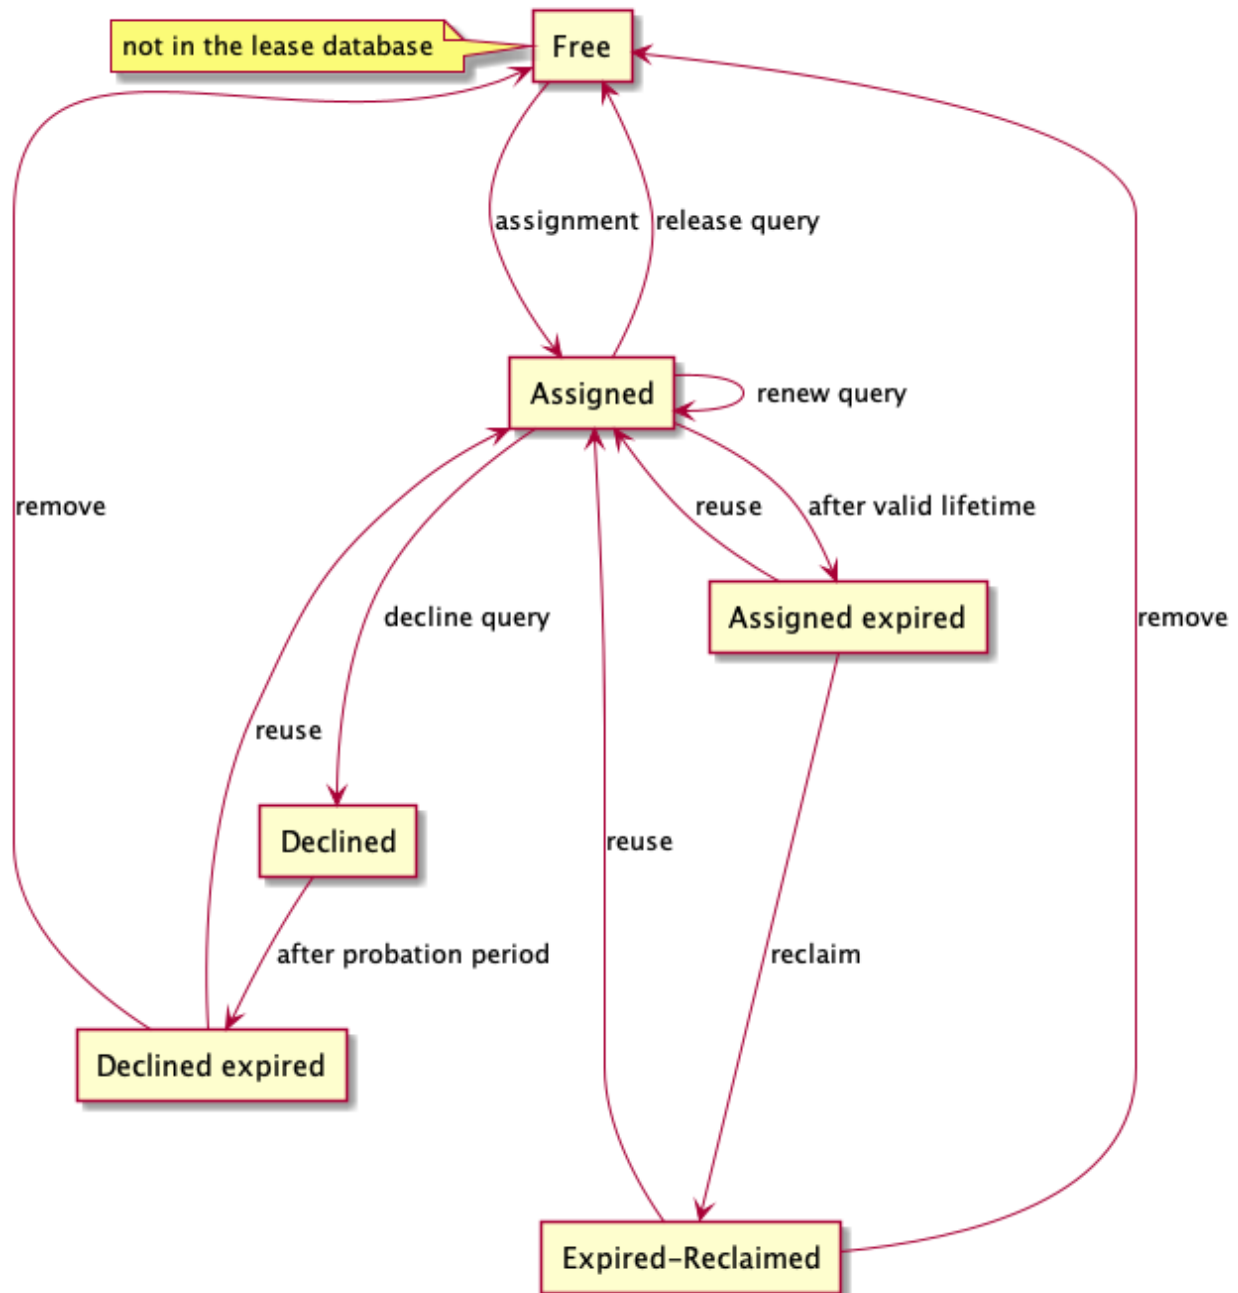 not in the lease database
Free
assignment
release query
Assigned
renew query
remove
reuse
after valid lifetime
decline query
Assigned expired
remove
reuse
Declined
reuse
after probation period
reclaim
Declined expired
Expired-Reclaimed